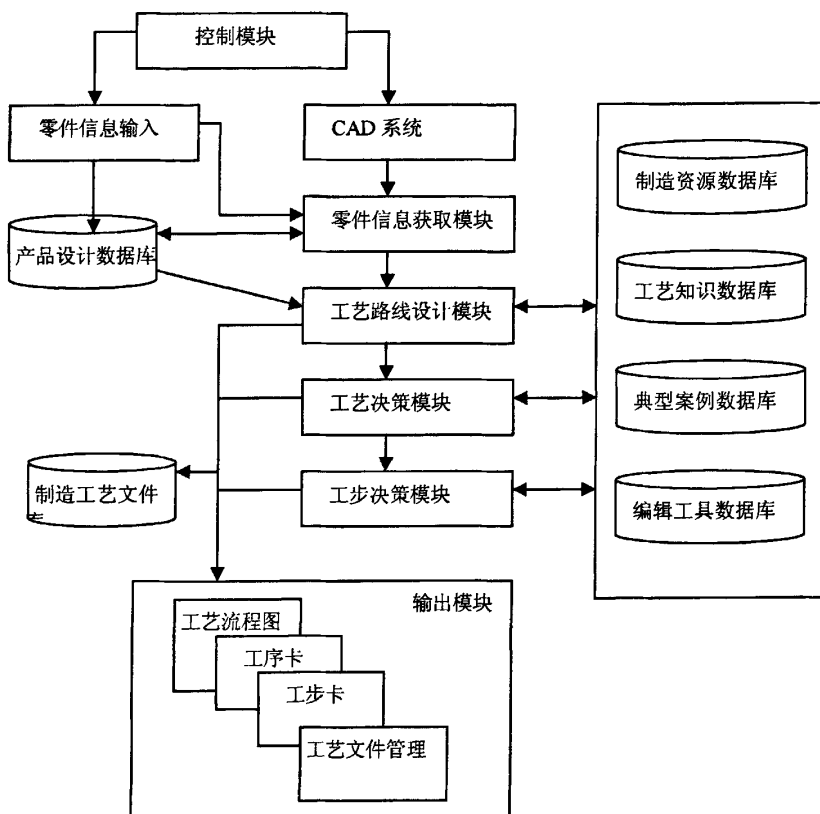 控制模块
零件信息输入
CAD 系统
制造资源数据库
零件信息获取模块
产品设计数据库
工艺路线设计模块
工艺知识数据库
工艺决策模块
典型案例数据库
制造工艺文件
工步决策模块
编辑工具数据库
输出模块
工艺流程图
工序卡
工步卡
工艺文件管理